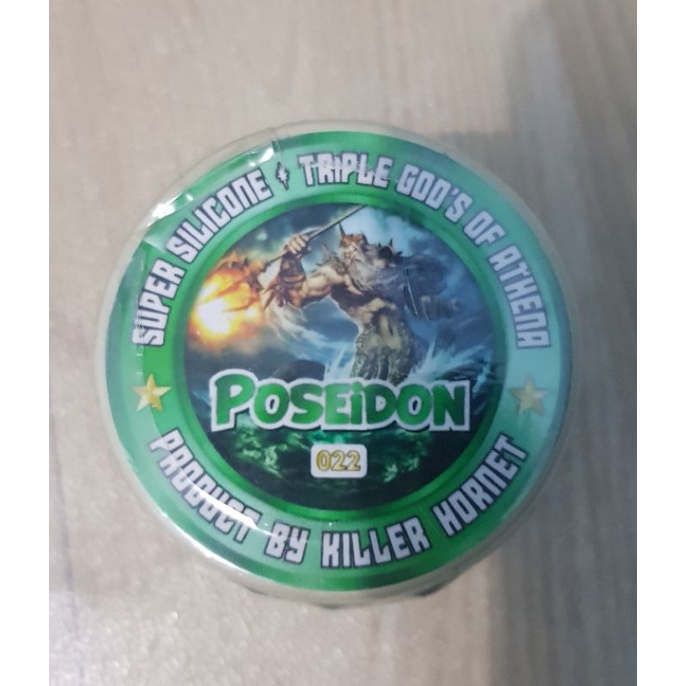 SUPER SILICONE TRIPLE GOD'S OF ATHENA
POSEiDON
022
PRODUCT BY KILLER HORNET